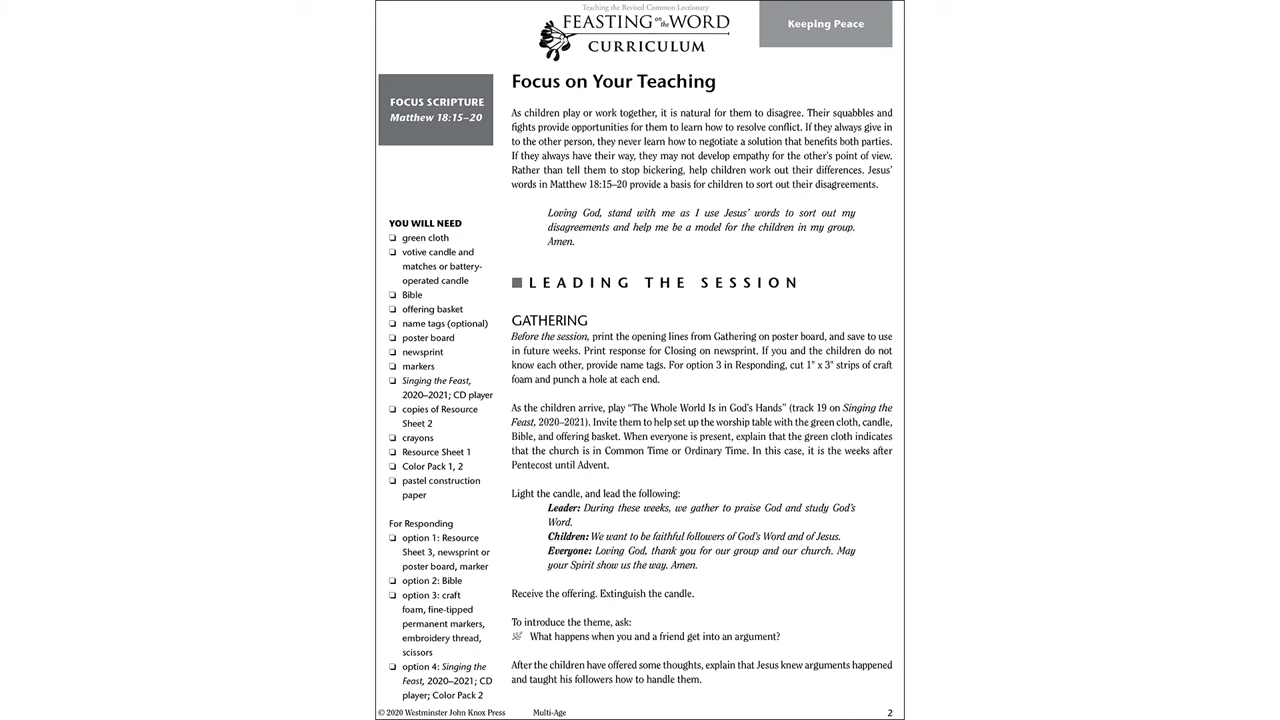 Teaching the Revised Common Lectionary
FEASTING on the WORD
CURRICULUM
Keeping Peace
FOCUS SCRIPTURE
Matthew 18:15–20
YOU WILL NEED
❏ green cloth
❏ votive candle and
matches or battery-
operated candle
❏ Bible
❏ offering basket
❏ name tags (optional)
❏ poster board
❏ newsprint
❏ markers
❏ Singing the Feast,
2020–2021; CD player
❏ copies of Resource
Sheet 2
❏ crayons
❏ Resource Sheet 1
❏ Color Pack 1, 2
❏ pastel construction
paper
For Responding
❏ option 1: Resource
Sheet 3, newsprint or
poster board, marker
❏ option 2: Bible
❏ option 3: craft
foam, fine-tipped
permanent markers,
embroidery thread,
scissors
❏ option 4: Singing the
Feast, 2020–2021; CD
player; Color Pack 2
Focus on Your Teaching
As children play or work together, it is natural for them to disagree. Their squabbles and
fights provide opportunities for them to learn how to resolve conflict. If they always give in
to the other person, they never learn how to negotiate a solution that benefits both parties.
If they always have their way, they may not develop empathy for the other's point of view.
Rather than tell them to stop bickering, help children work out their differences. Jesus'
words in Matthew 18:15–20 provide a basis for children to sort out their disagreements.
Loving God, stand with me as I use Jesus' words to sort out my
disagreements and help me be a model for the children in my group.
Amen.
■ LEADING THE SESSION
GATHERING
Before the session, print the opening lines from Gathering on poster board, and save to use
in future weeks. Print response for Closing on newsprint. If you and the children do not
know each other, provide name tags. For option 3 in Responding, cut 1" x 3" strips of craft
foam and punch a hole at each end.
As the children arrive, play “The Whole World Is in God's Hands” (track 19 on Singing the
Feast, 2020–2021). Invite them to help set up the worship table with the green cloth, candle,
Bible, and offering basket. When everyone is present, explain that the green cloth indicates
that the church is in Common Time or Ordinary Time. In this case, it is the weeks after
Pentecost until Advent.
Light the candle, and lead the following:
Leader: During these weeks, we gather to praise God and study God's
Word.
Children: We want to be faithful followers of God's Word and of Jesus.
Everyone: Loving God, thank you for our group and our church. May
your Spirit show us the way. Amen.
Receive the offering. Extinguish the candle.
To introduce the theme, ask:
What happens when you and a friend get into an argument?
After the children have offered some thoughts, explain that Jesus knew arguments happened
and taught his followers how to handle them.
© 2020 Westminster John Knox Press
Multi-Age
2